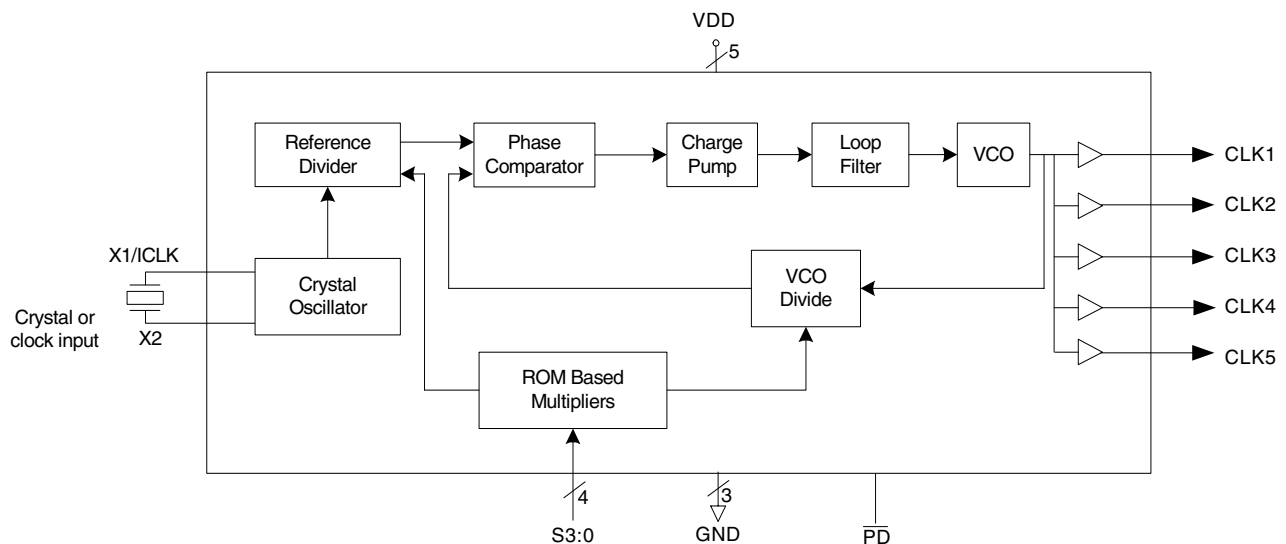 VDD
5
Reference
Divider
Phase
Comparator
Charge
Pump
Loop
Filter
VCO
CLK1
CLK2
CLK3
CLK4
CLK5
X1/ICLK
Crystal
Oscillator
VCO
Divide
Crystal or
clock input
X2
ROM Based
Multipliers
4
S3:0
3
GND
PD